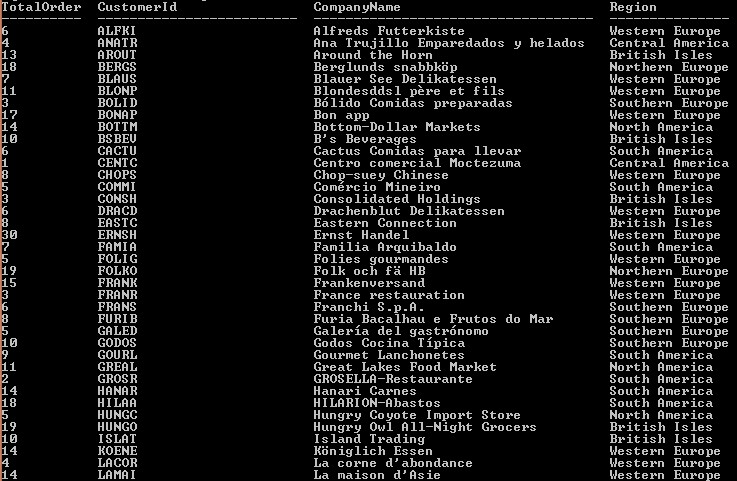 TotalOrder CustomerId CompanyName Region
6 ALFKI Alfreds Futterkiste Western Europe
4 ANATR Ana Trujillo Emparedados y helados Central America
13 AROUT Around the Horn British Isles
18 BERGS Berglunds snabbköp Northern Europe
7 BLAUS Blauer See Delikatessen Western Europe
11 BLONP Blondesddsl père et fils Western Europe
3 BOLID Bólido Comidas preparadas Southern Europe
17 BONAP Bon app Western Europe
14 BOTTM Bottom-Dollar Markets North America
10 BSBEV B's Beverages British Isles
6 CACTU Cactus Comidas para llevar South America
1 CENTC Centro comercial Moctezuma Central America
8 CHOPS Chop-suey Chinese Western Europe
5 COMMI Comércio Mineiro South America
3 CONSH Consolidated Holdings British Isles
6 DRACD Drachenblut Delikatessen Western Europe
8 EASTC Eastern Connection British Isles
30 ERNSH Ernst Handel Western Europe
7 FAMIA Familia Arquibaldo South America
5 FOLIG Folies gourmandes Western Europe
19 FOLKO Folk och fä HB Northern Europe
15 FRANK Frankenversand Western Europe
3 FRANR France restauration Western Europe
6 FRANS Franchi S.p.A. Southern Europe
8 FURIB Furia Bacalhau e Frutos do Mar Southern Europe
5 GALED Galería del gastrónomo Southern Europe
10 GODOS Godos Cocina Típica Southern Europe
9 GOURL Gourmet Lanchonetes South America
11 GREAL Great Lakes Food Market North America
2 GROSR GROSELLA-Restaurante South America
14 HANAR Hanari Carnes South America
18 HILAA HILARION-Abastos South America
5 HUNGC Hungry Coyote Import Store North America
19 HUNGO Hungry Owl All-Night Grocers British Isles
10 ISLAT Island Trading British Isles
14 KOENE Königlich Essen Western Europe
4 LACOR La corne d'abondance Western Europe
14 LAMAI La maison d'Asie Western Europe